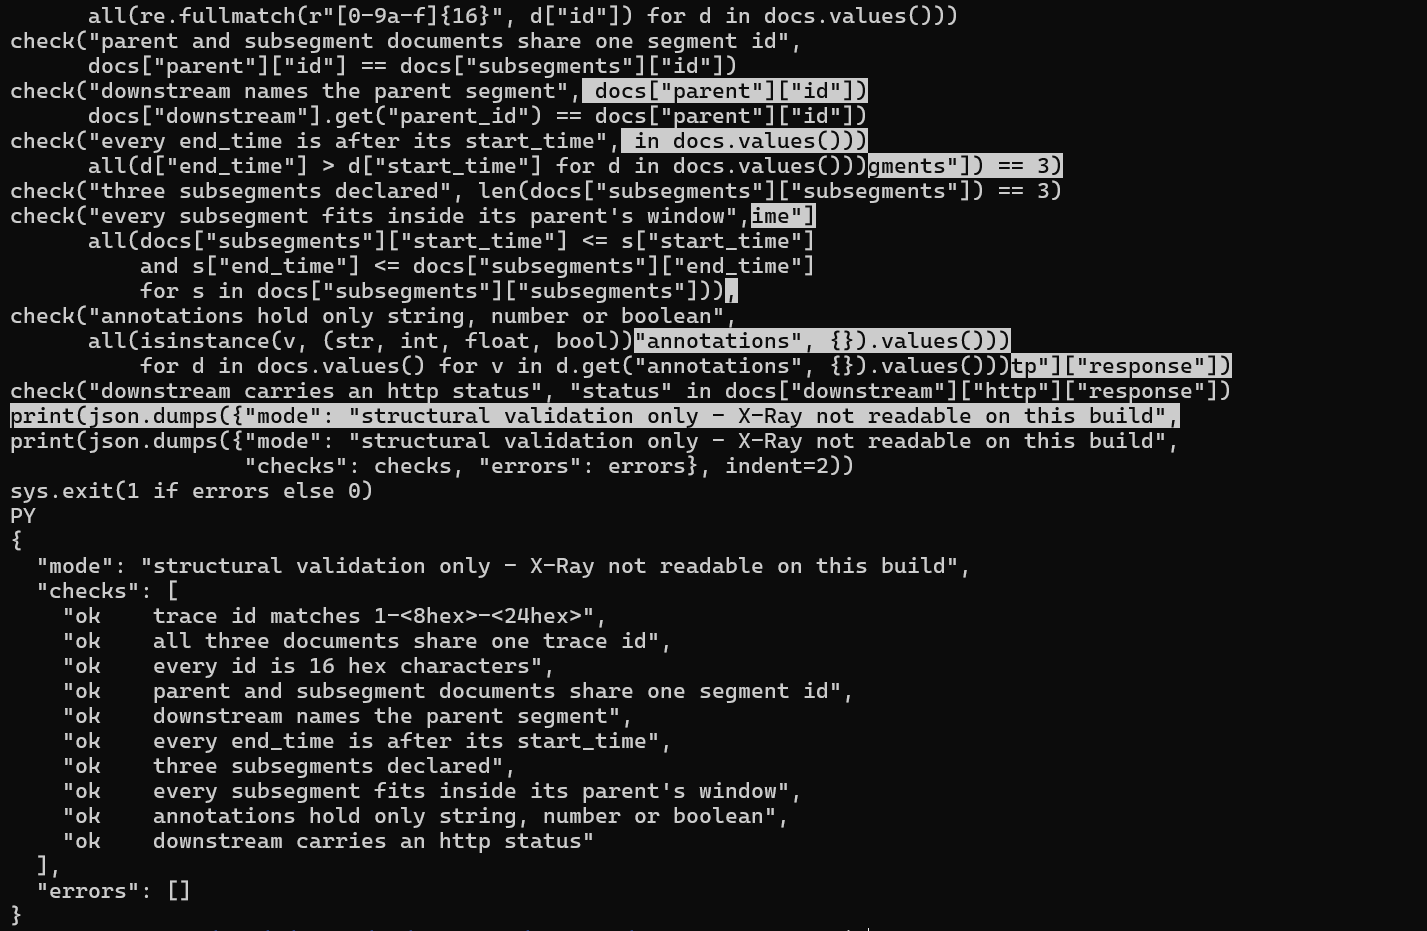 all(re.fullmatch(r"[0-9a-f]{16}", d["id"]) for d in docs.values()))
check("parent and subsegment documents share one segment id",
      docs["parent"]["id"] == docs["subsegments"]["id"])
check("downstream names the parent segment", docs["parent"]["id"])
      docs["downstream"].get("parent_id") == docs["parent"]["id"])
check("every end_time is after its start_time", in docs.values()))
      all(d["end_time"] > d["start_time"] for d in docs.values()))gments"]) == 3)
check("three subsegments declared", len(docs["subsegments"]["subsegments"]) == 3)
check("every subsegment fits inside its parent's window",ime"]
      all(docs["subsegments"]["start_time"] <= s["start_time"]
          and s["end_time"] <= docs["subsegments"]["end_time"]
          for s in docs["subsegments"]["subsegments"])),
check("annotations hold only string, number or boolean",
      all(isinstance(v, (str, int, float, bool))"annotations", {}).values()))
          for d in docs.values() for v in d.get("annotations", {}).values()))tp"]["response"])
check("downstream carries an http status", "status" in docs["downstream"]["http"]["response"])
print(json.dumps({"mode": "structural validation only - X-Ray not readable on this build",
print(json.dumps({"mode": "structural validation only - X-Ray not readable on this build",
                  "checks": checks, "errors": errors}, indent=2))
sys.exit(1 if errors else 0)
PY
{
  "mode": "structural validation only - X-Ray not readable on this build",
  "checks": [
    "ok    trace id matches 1-<8hex>-<24hex>",
    "ok    all three documents share one trace id",
    "ok    every id is 16 hex characters",
    "ok    parent and subsegment documents share one segment id",
    "ok    downstream names the parent segment",
    "ok    every end_time is after its start_time",
    "ok    three subsegments declared",
    "ok    every subsegment fits inside its parent's window",
    "ok    annotations hold only string, number or boolean",
    "ok    downstream carries an http status"
  ],
  "errors": []
}